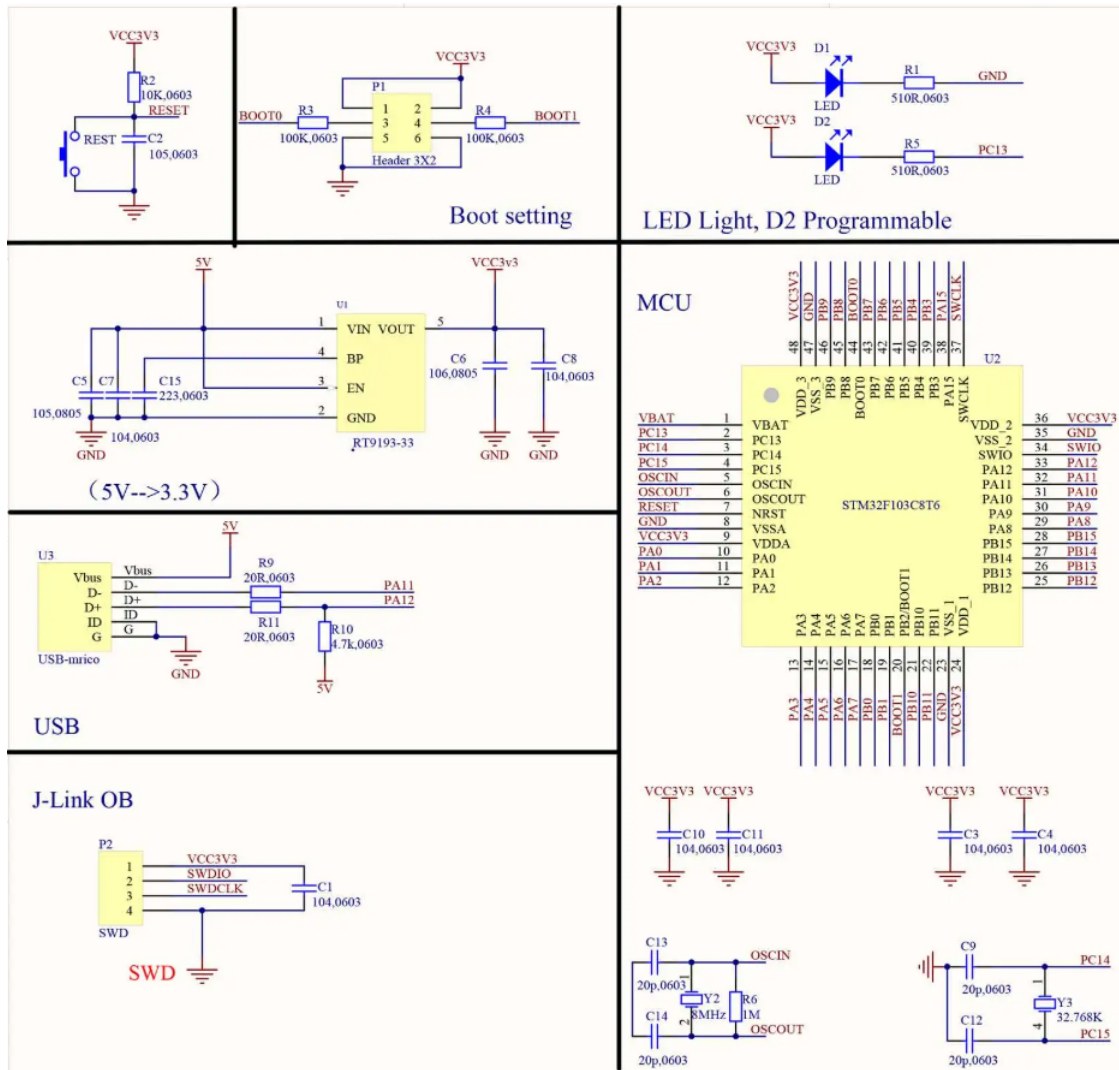 VCC3V3
R2
10K,0603
RESET
REST
C2
105,0603
VCC3V3
P1
BOOT0
R3
100K,0603
1 2
3 4
5 6
R4
BOOT1
100K,0603
Header 3X2
Boot setting
VCC3V3
D1
LED
R1
510R,0603
GND
VCC3V3
D2
LED
R5
510R,0603
PC13
LED Light, D2 Programmable
5V
VCC3v3
U1
1 VIN VOUT 5
4 BP
3 EN
2 GND
RT9193-33
C5
105,0805
C7
104,0603
C15
223,0603
C6
106,0805
C8
104,0603
GND
GND
GND
(5V-->3.3V)
5V
U3
Vbus Vbus
D- D-
D+ D+
ID ID
G G
USB-mrico
R9
20R,0603
PA11
PA12
R11
20R,0603
R10
4.7k,0603
GND
5V
USB
J-Link OB
P2
1 VCC3V3
2 SWDIO
3 SWDCLK
4
SWD
C1
104,0603
SWD
MCU
VCC3V3 48 VDD_3
GND 47 VSS_3
PB9 46 PB9
PB8 45 PB8
BOOT0 44 BOOT0
PB7 43 PB7
PB6 42 PB6
PB5 41 PB5
PB4 40 PB4
PB3 39 PB3
PA15 38 PA15
SWCLK 37 SWCLK
U2
VBAT 1 VBAT
PC13 2 PC13
PC14 3 PC14
PC15 4 PC15
OSCIN 5 OSCIN
OSCOUT 6 OSCOUT
RESET 7 NRST
GND 8 VSSA
VCC3V3 9 VDDA
PA0 10 PA0
PA1 11 PA1
PA2 12 PA2
STM32F103C8T6
VDD_2 36 VCC3V3
VSS_2 35 GND
SWIO 34 SWIO
PA12 33 PA12
PA11 32 PA11
PA10 31 PA10
PA9 30 PA9
PA8 29 PA8
PB15 28 PB15
PB14 27 PB14
PB13 26 PB13
PB12 25 PB12
PA3 13 PA3
PA4 14 PA4
PA5 15 PA5
PA6 16 PA6
PA7 17 PA7
PB0 18 PB0
PB1 19 PB1
PB2/BOOT1 20 BOOT1
PB10 21 PB10
PB11 22 PB11
VSS_1 23 GND
VDD_1 24 VCC3V3
VCC3V3
C10
104,0603
VCC3V3
C11
104,0603
VCC3V3
C3
104,0603
VCC3V3
C4
104,0603
C13
20p,0603
C14
20p,0603
OSCIN
1
Y2
8MHz
2
R6
1M
OSCOUT
C9
20p,0603
C12
20p,0603
PC14
1
Y3
32.768K
4
PC15